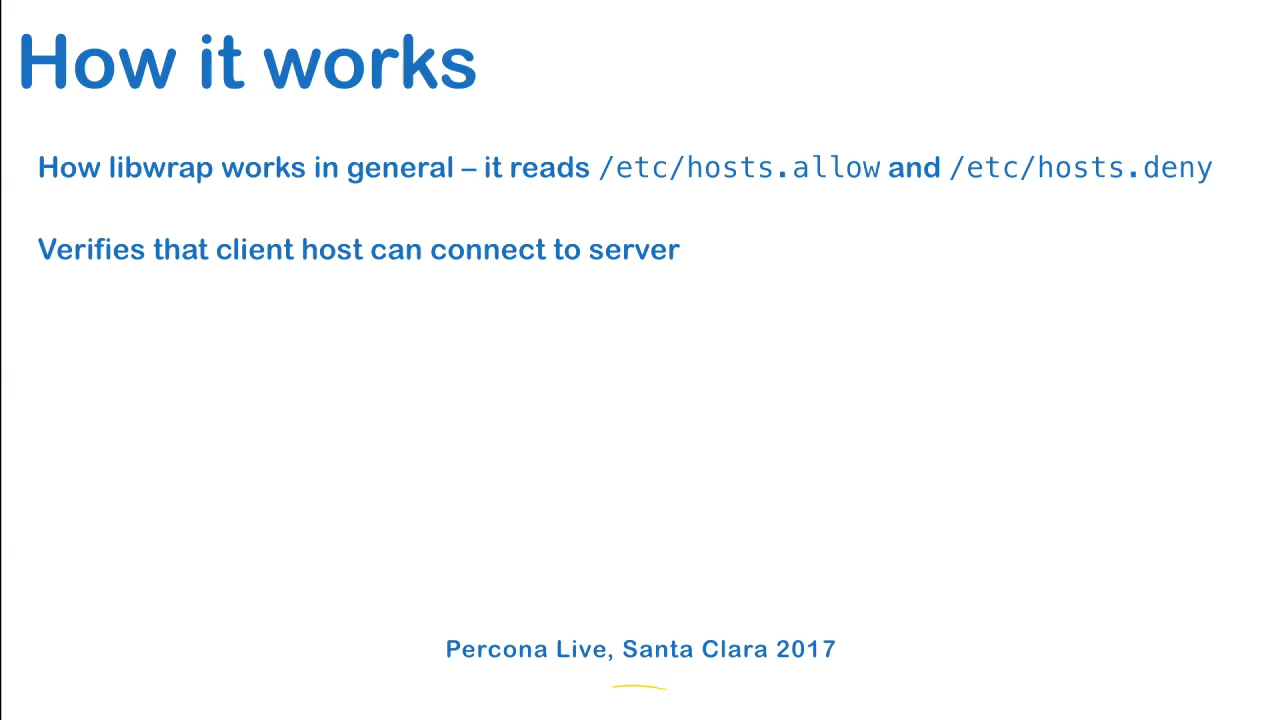 How it works
How libwrap works in general – it reads /etc/hosts.allow and /etc/hosts.deny
Verifies that client host can connect to server
Percona Live, Santa Clara 2017